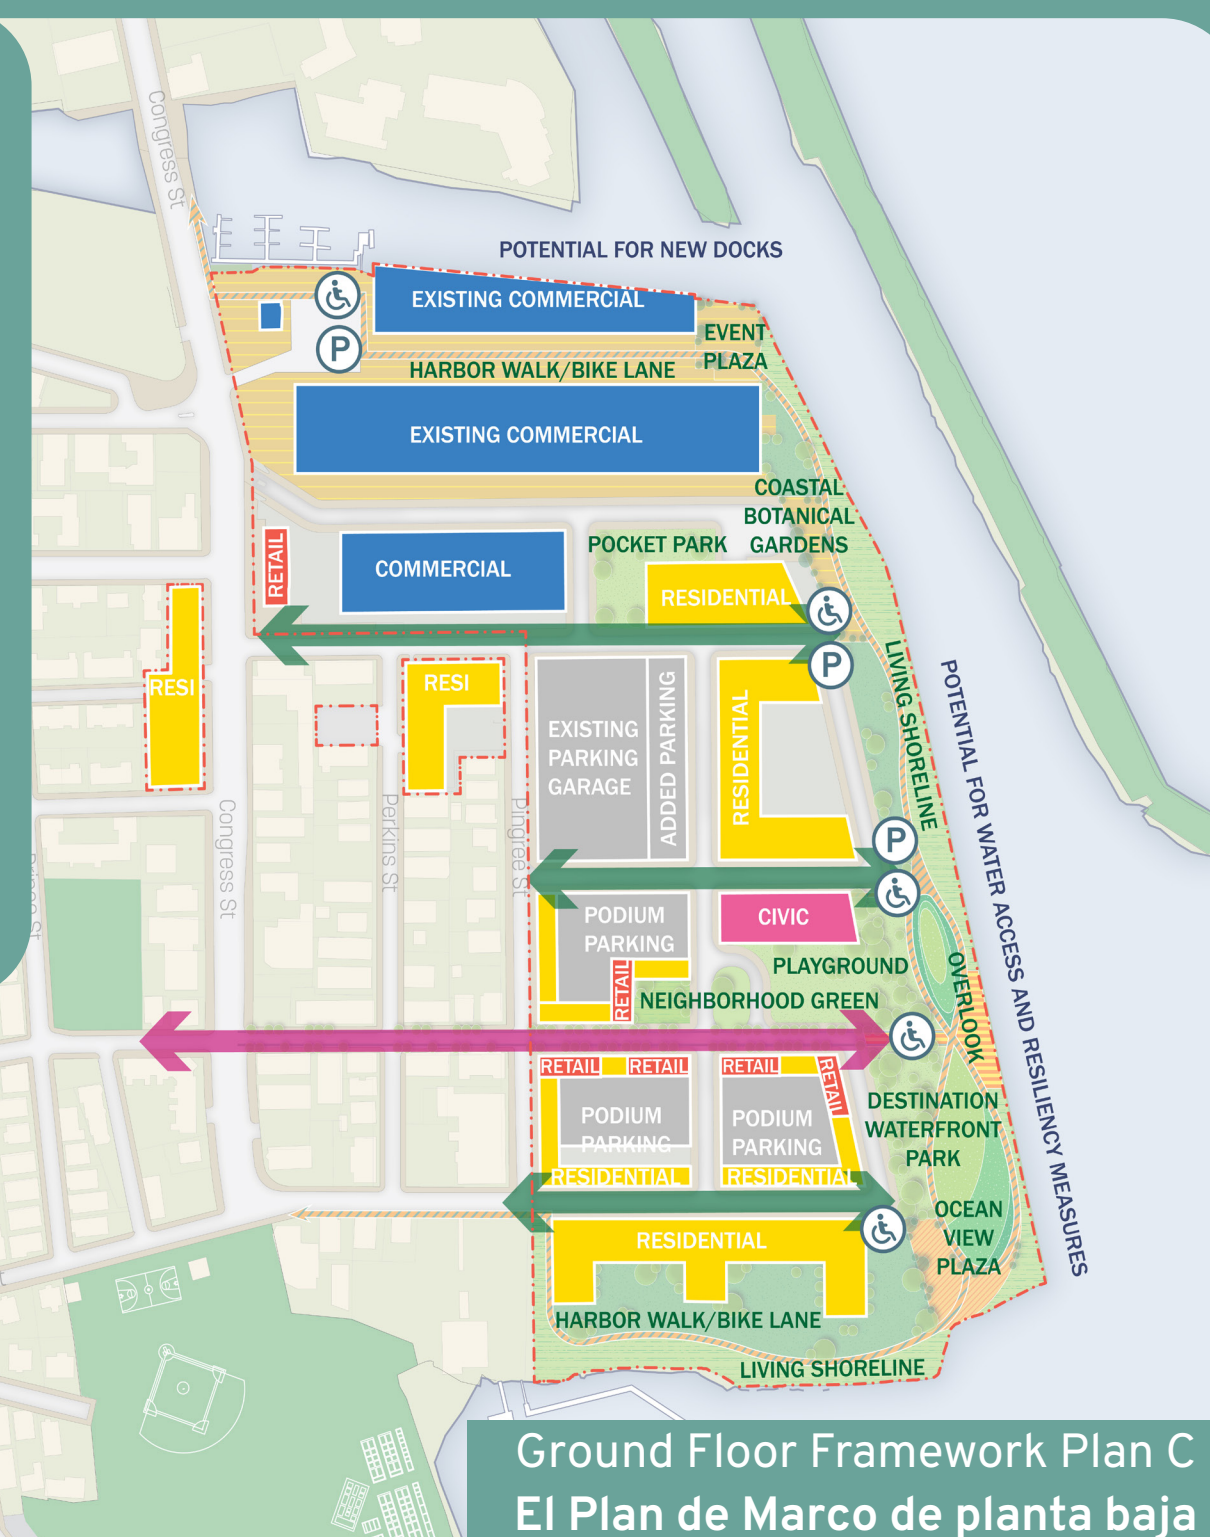 Congress St
POTENTIAL FOR NEW DOCKS
EXISTING COMMERCIAL
EVENT
PLAZA
P
HARBOR WALK/BIKE LANE
EXISTING COMMERCIAL
COASTAL
BOTANICAL
GARDENS
POCKET PARK
RETAIL
COMMERCIAL
RESIDENTIAL
P
LIVING SHORELINE
POTENTIAL FOR WATER ACCESS AND RESILIENCY MEASURES
RESI
RESI
EXISTING
PARKING
GARAGE
ADDED PARKING
RESIDENTIAL
Congress St
Perkins St
Pingree St
P
PODIUM
PARKING
CIVIC
PLAYGROUND
RETAIL
NEIGHBORHOOD GREEN
OVERLOOK
RETAIL
RETAIL
RETAIL
RETAIL
PODIUM
PARKING
PODIUM
PARKING
DESTINATION
WATERFRONT
PARK
RESIDENTIAL
RESIDENTIAL
OCEAN
VIEW
PLAZA
RESIDENTIAL
HARBOR WALK/BIKE LANE
LIVING SHORELINE
Ground Floor Framework Plan C
El Plan de Marco de planta baja